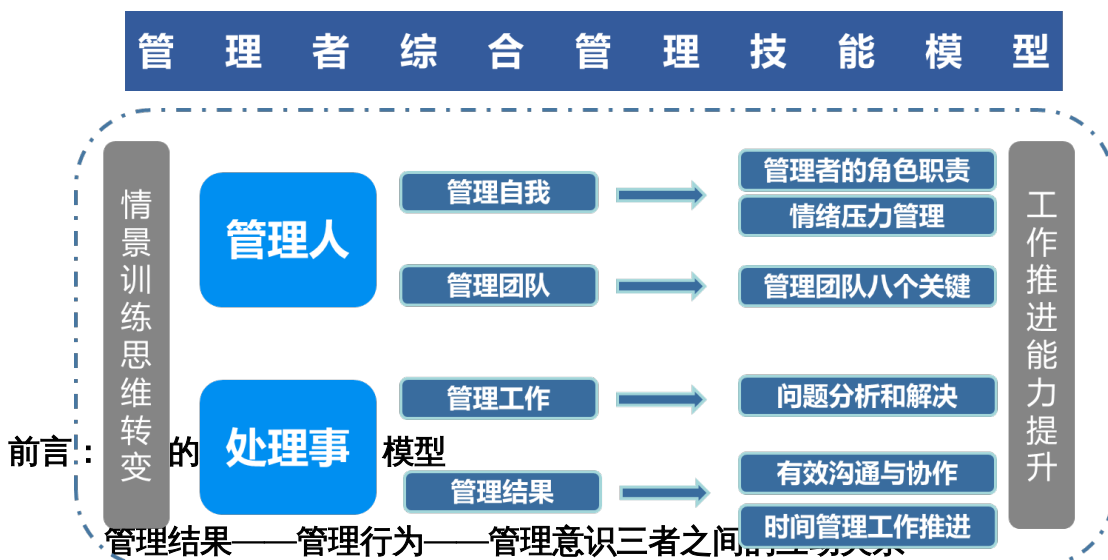 管理者综合管理技能模型
情景训练思维转变
管理人
管理自我
管理者的角色职责
情绪压力管理
管理团队
管理团队八个关键
处理事
管理工作
问题分析和解决
管理结果
有效沟通与协作
时间管理工作推进
工作推进能力提升
前言：
的
模型
管理结果——管理行为——管理意识三者之间的互动关系